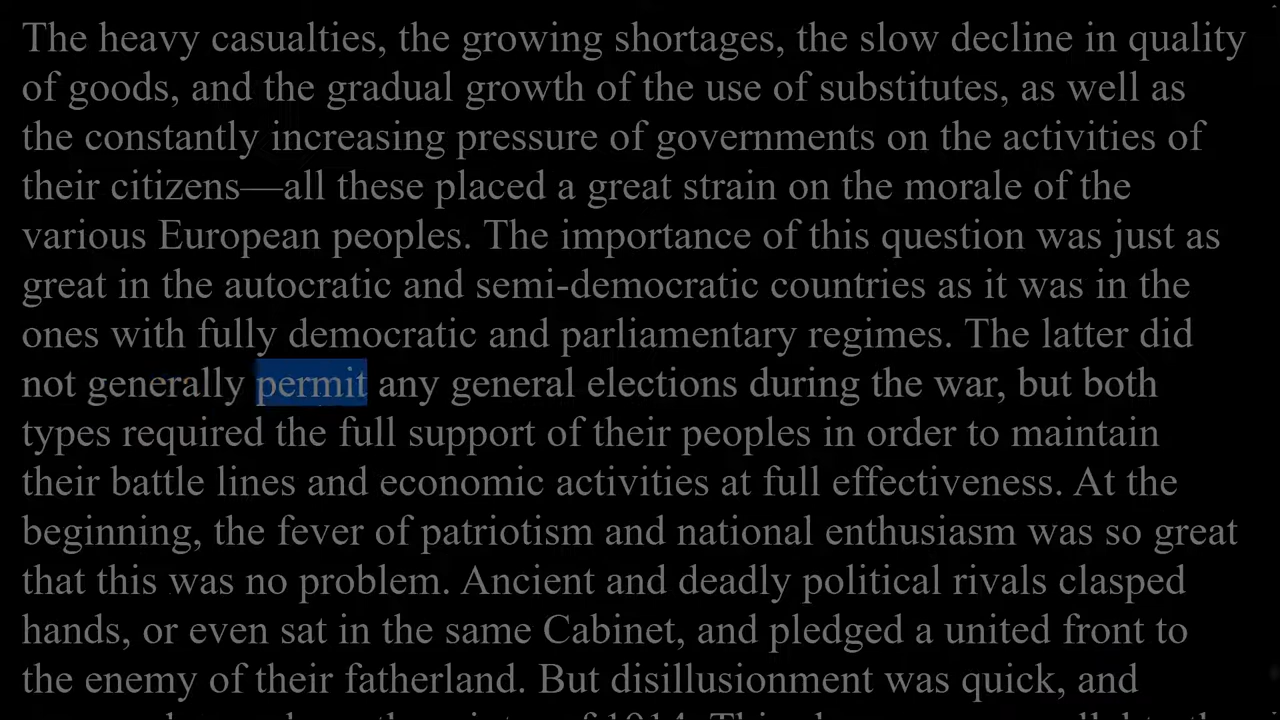 The heavy casualties, the growing shortages, the slow decline in quality
of goods, and the gradual growth of the use of substitutes, as well as
the constantly increasing pressure of governments on the activities of
their citizens—all these placed a great strain on the morale of the
various European peoples. The importance of this question was just as
great in the autocratic and semi-democratic countries as it was in the
ones with fully democratic and parliamentary regimes. The latter did
not generally permit any general elections during the war, but both
types required the full support of their peoples in order to maintain
their battle lines and economic activities at full effectiveness. At the
beginning, the fever of patriotism and national enthusiasm was so great
that this was no problem. Ancient and deadly political rivals clasped
hands, or even sat in the same Cabinet, and pledged a united front to
the enemy of their fatherland. But disillusionment was quick, and